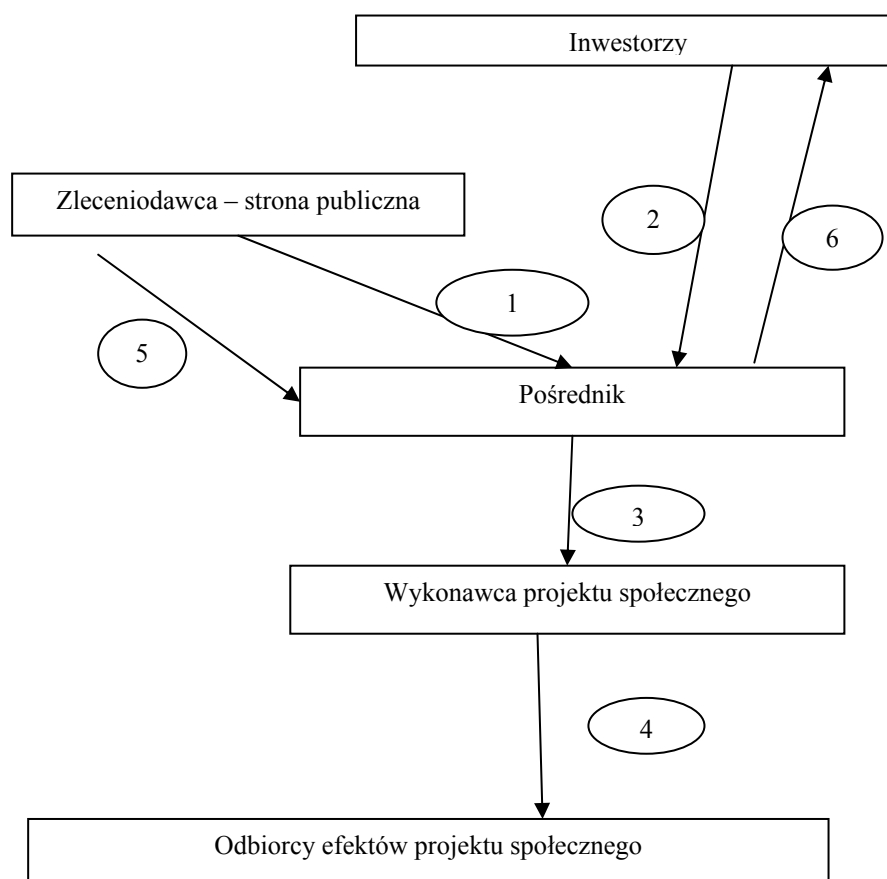 Inwestorzy
Zleceniodawca – strona publiczna
2
6
1
5
Pośrednik
3
Wykonawca projektu społecznego
4
Odbiorcy efektów projektu społecznego